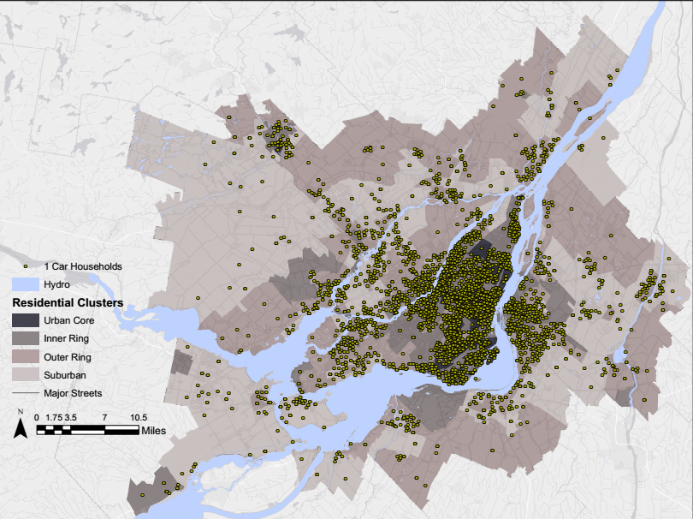 1 Car Households
Hydro
Residential Clusters
Urban Core
Inner Ring
Outer Ring
Suburban
Major Streets
N
0 1.75 3.5 7 10.5
Miles